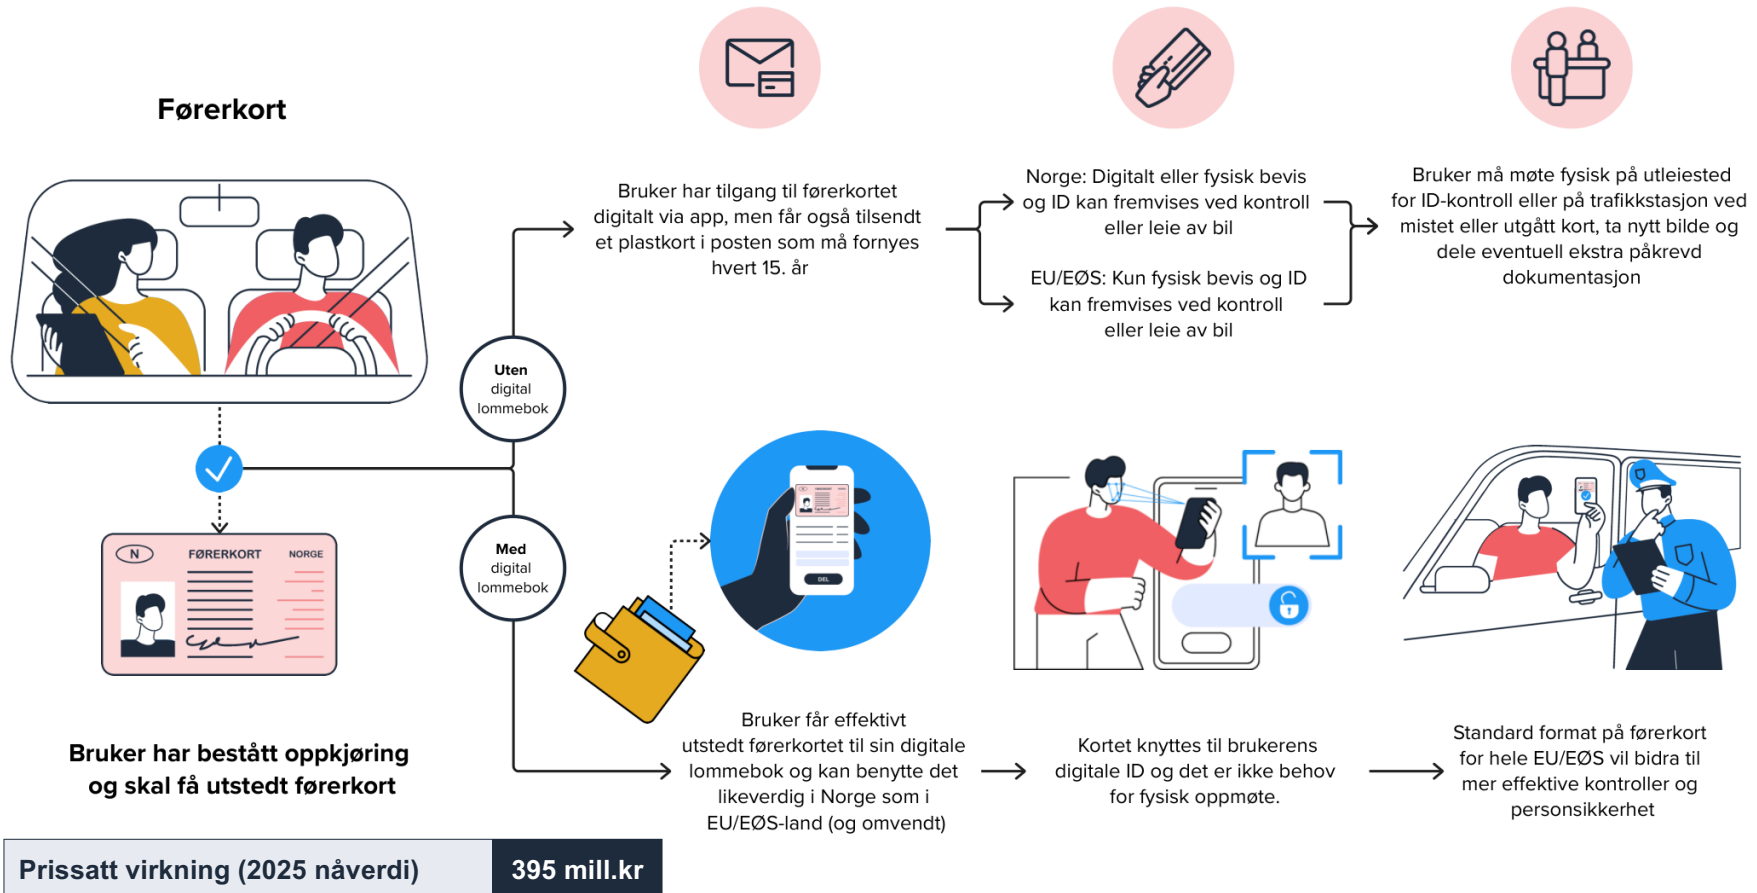 Førerkort
Bruker har tilgang til førerkortet
digitalt via app, men får også tilsendt
et plastkort i posten som må fornyes
hvert 15. år
Norge: Digitalt eller fysisk bevis
og ID kan fremvises ved kontroll
eller leie av bil
EU/EØS: Kun fysisk bevis og ID
kan fremvises ved kontroll
eller leie av bil
Bruker må møte fysisk på utleiested
for ID-kontroll eller på trafikkstasjon ved
mistet eller utgått kort, ta nytt bilde og
dele eventuell ekstra påkrevd
dokumentasjon
Uten
digital
lommebok
Med
digital
lommebok
N
FØRERKORT
NORGE
N
FØRERKORT
NORGE
DEL
Bruker har bestått oppkjøring
og skal få utstedt førerkort
Bruker får effektivt
utstedt førerkortet til sin digitale
lommebok og kan benytte det
likeverdig i Norge som i
EU/EØS-land (og omvendt)
Kortet knyttes til brukerens
digitale ID og det er ikke behov
for fysisk oppmøte.
Standard format på førerkort
for hele EU/EØS vil bidra til
mer effektive kontroller og
personsikkerhet
Prissatt virkning (2025 nåverdi)
395 mill.kr